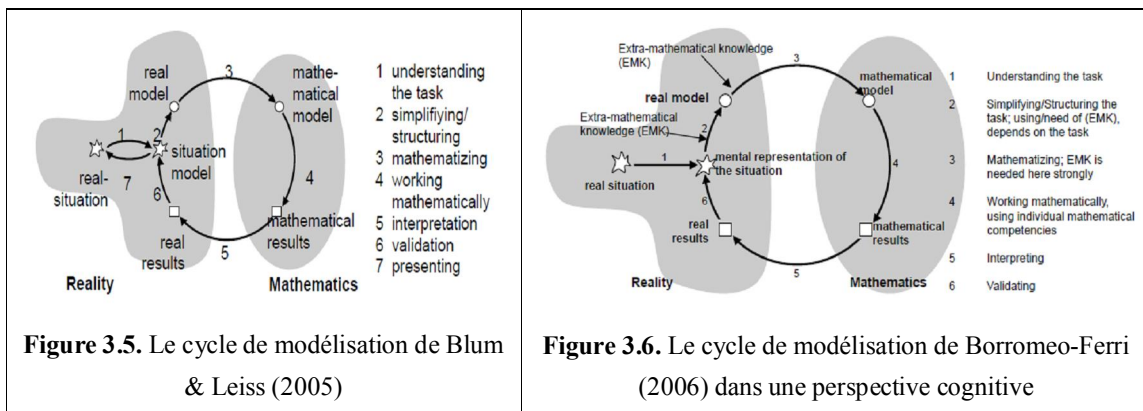 real
model
3
mathe-
matical
model
1
2
situation
model
real-
situation
7
6
4
real
results
5
mathematical
results
Reality
Mathematics
1 understanding
the task
2 simplifiying/
structuring
3 mathematizing
4 working
mathematically
5 interpretation
6 validation
7 presenting
Figure 3.5. Le cycle de modélisation de Blum
& Leiss (2005)
Extra-mathematical knowledge
(EMK)
3
real model
mathematical
model
Extra-mathematical
knowledge (EMK)
2
1
real situation
mental representation of
the situation
4
6
real
results
mathematical
results
5
Reality
Mathematics
1 Understanding the task
2 Simplifying/Structuring the
task; using/need of (EMK),
depends on the task
3 Mathematizing; EMK is
needed here strongly
4 Working mathematically,
using individual mathematical
competencies
5 Interpreting
6 Validating
Figure 3.6. Le cycle de modélisation de Borromeo-Ferri
(2006) dans une perspective cognitive